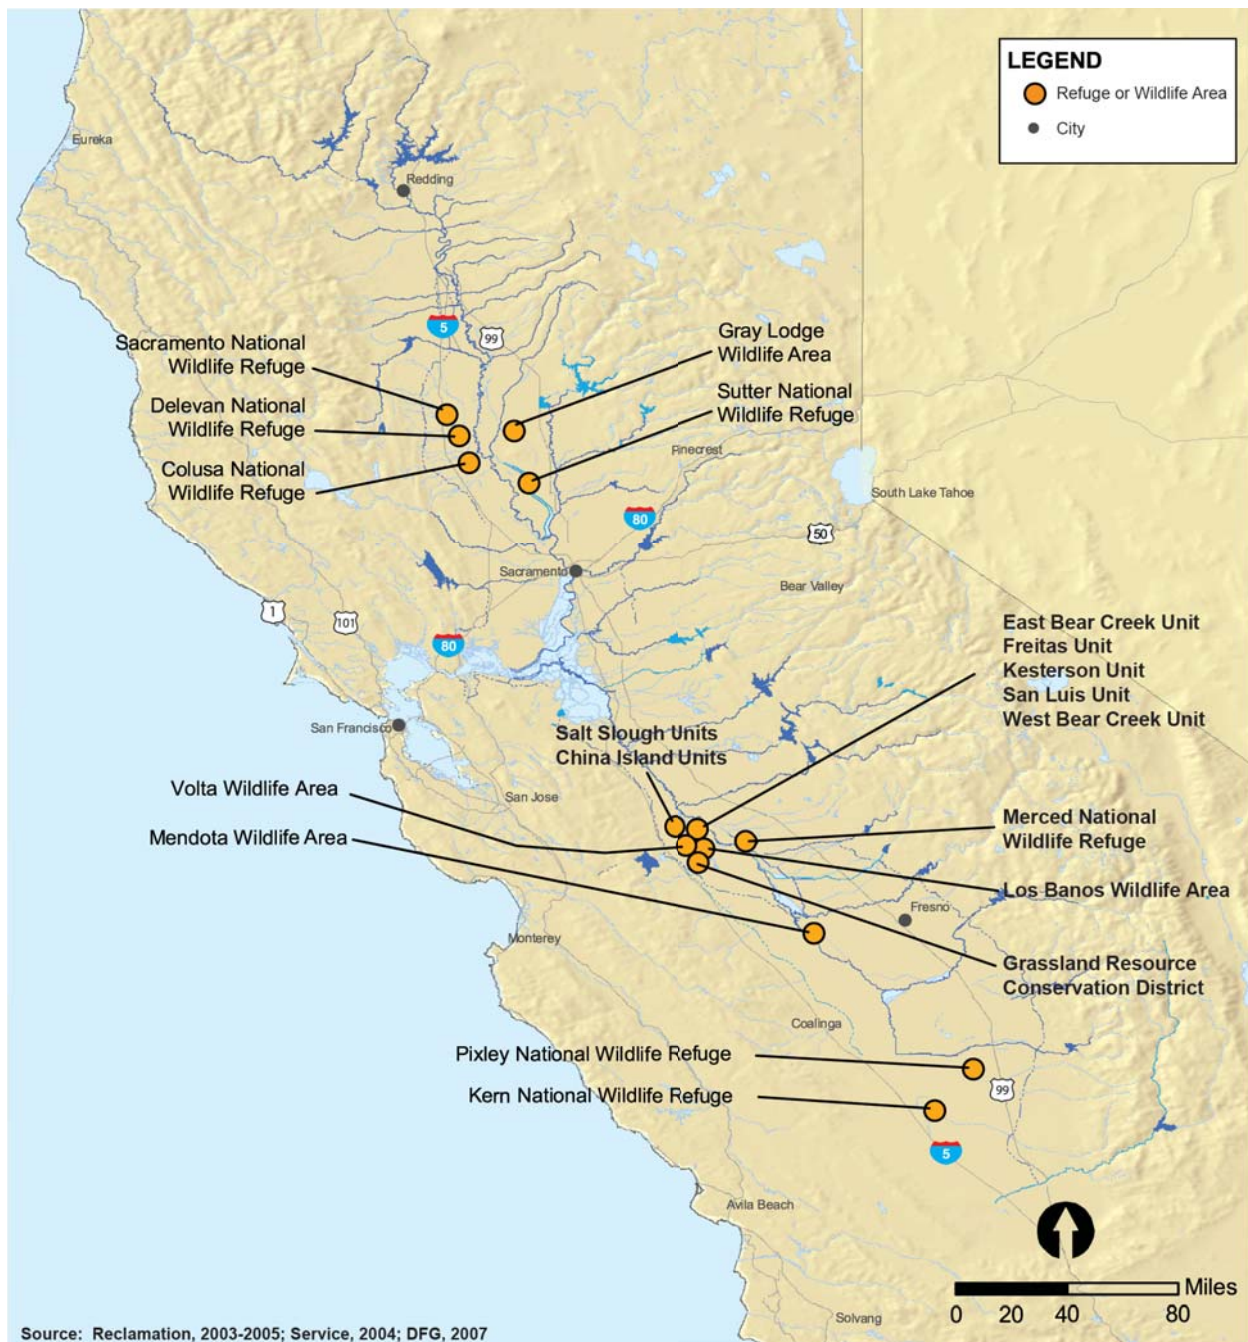 LEGEND
Refuge or Wildlife Area
City
Eureka
Redding
5
99
Sacramento National
Wildlife Refuge
Delevan National
Wildlife Refuge
Colusa National
Wildlife Refuge
Gray Lodge
Wildlife Area
Sutter National
Wildlife Refuge
Pinecrest
South Lake Tahoe
80
50
Sacramento
Bear Valley
1
101
80
East Bear Creek Unit
Freitas Unit
Kesterson Unit
San Luis Unit
West Bear Creek Unit
San Francisco
Salt Slough Units
China Island Units
Volta Wildlife Area
San Jose
Mendota Wildlife Area
Merced National
Wildlife Refuge
Los Banos Wildlife Area
Fresno
Monterey
Grassland Resource
Conservation District
Coalinga
Pixley National Wildlife Refuge
99
Kern National Wildlife Refuge
5
Avila Beach
Miles
0 20 40 80
Solvang
Source: Reclamation, 2003-2005; Service, 2004; DFG, 2007